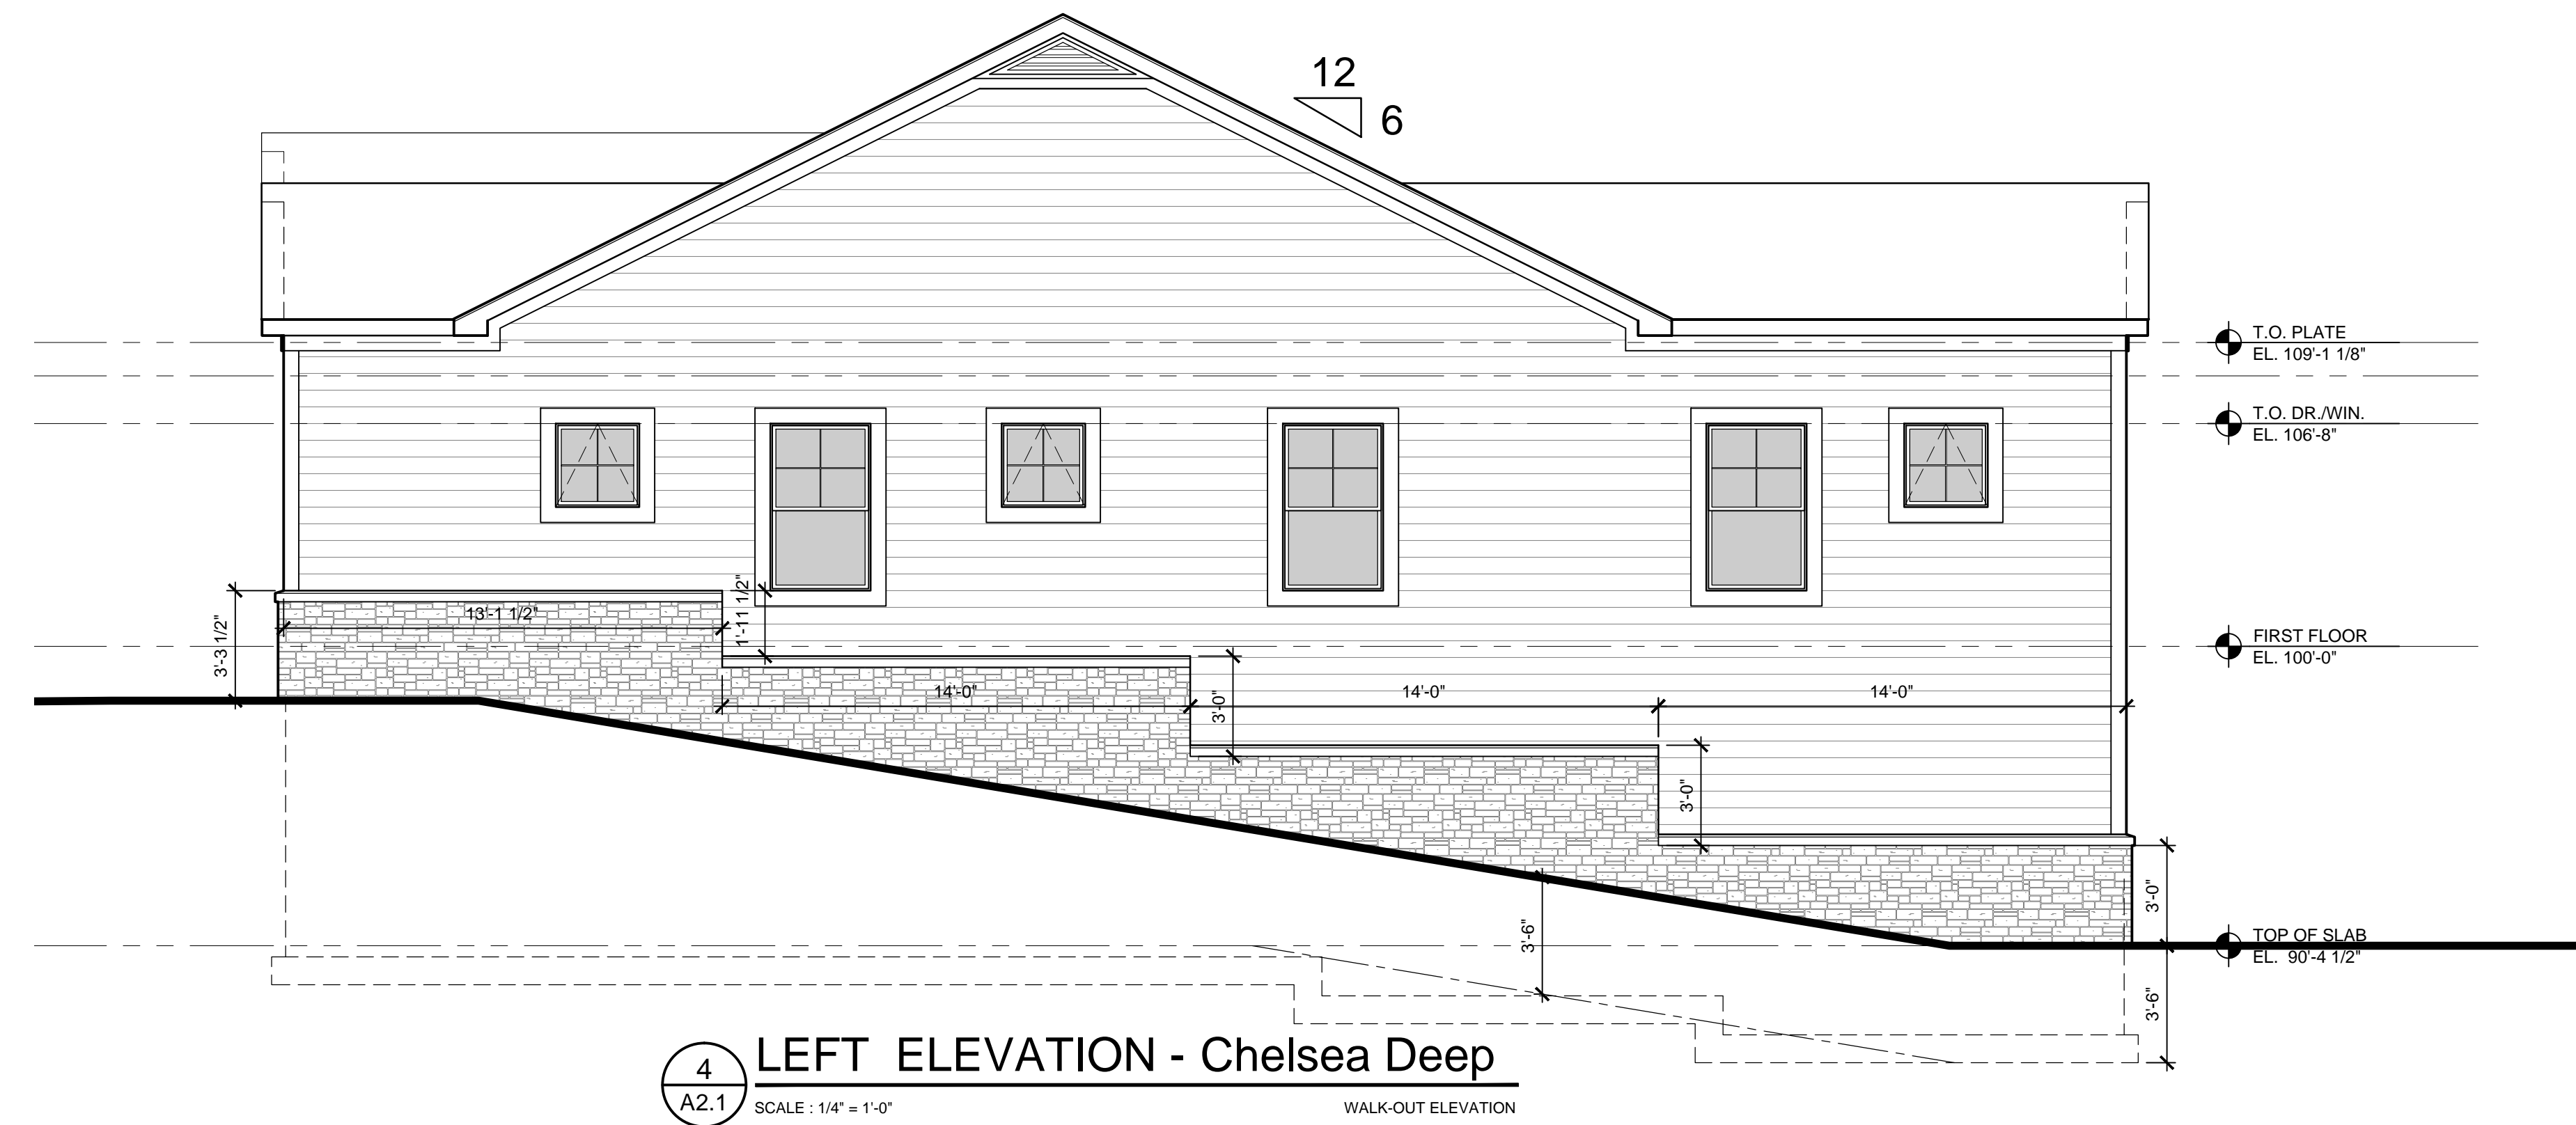 12
6
T.O. PLATE
EL. 109'-1 1/8"
T.O. DR./WIN.
EL. 106'-8"
3'-3 1/2"
13'-1 1/2"
1'-11 1/2"
FIRST FLOOR
EL. 100'-0"
14'-0"
3'-0"
14'-0"
14'-0"
3'-0"
3'-0"
3'-6"
TOP OF SLAB
EL. 90'-4 1/2"
3'-6"
4
A2.1
LEFT ELEVATION - Chelsea Deep
SCALE : 1/4" = 1'-0"
WALK-OUT ELEVATION